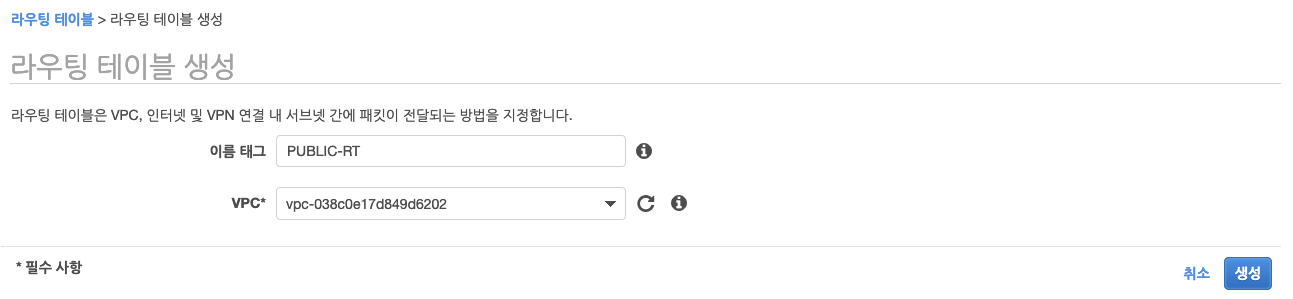 라우팅 테이블 > 라우팅 테이블 생성
라우팅 테이블 생성
라우팅 테이블은 VPC, 인터넷 및 VPN 연결 내 서브넷 간에 패킷이 전달되는 방법을 지정합니다.
이름 태그 PUBLIC-RT
VPC* vpc-038c0e17d849d6202
* 필수 사항 취소 생성